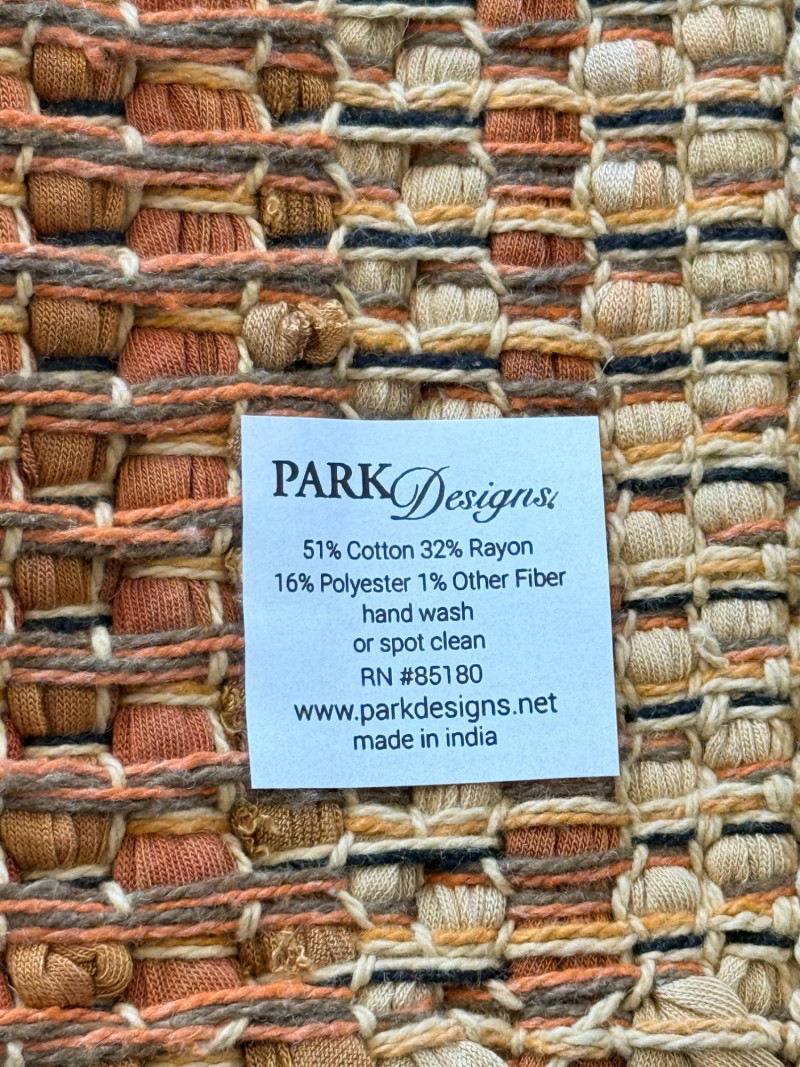 PARK Designs.
51% Cotton 32% Rayon
16% Polyester 1% Other Fiber
hand wash
or spot clean
RN #85180
www.parkdesigns.net
made in india